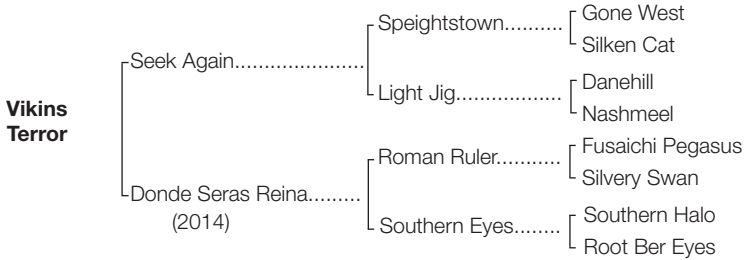 Gone West
Speightstown..........
Silken Cat
Seek Again......................
Danehill
Light Jig..................
Nashmeel
Vikins
Terror
Fusaichi Pegasus
Roman Ruler...........
Silvery Swan
Donde Seras Reina.........
(2014)
Southern Halo
Southern Eyes........
Root Ber Eyes